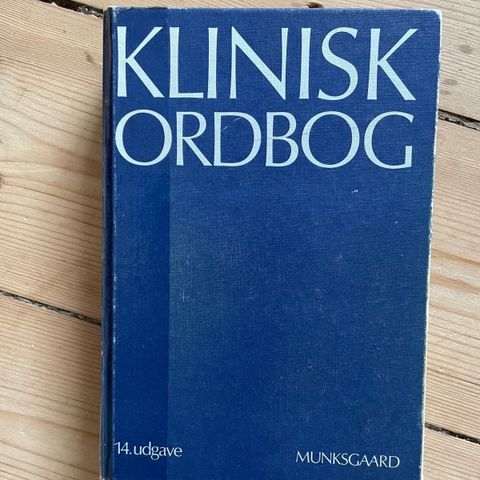 KLINISK
ORDBOG
14. udgave
MUNKSGAARD